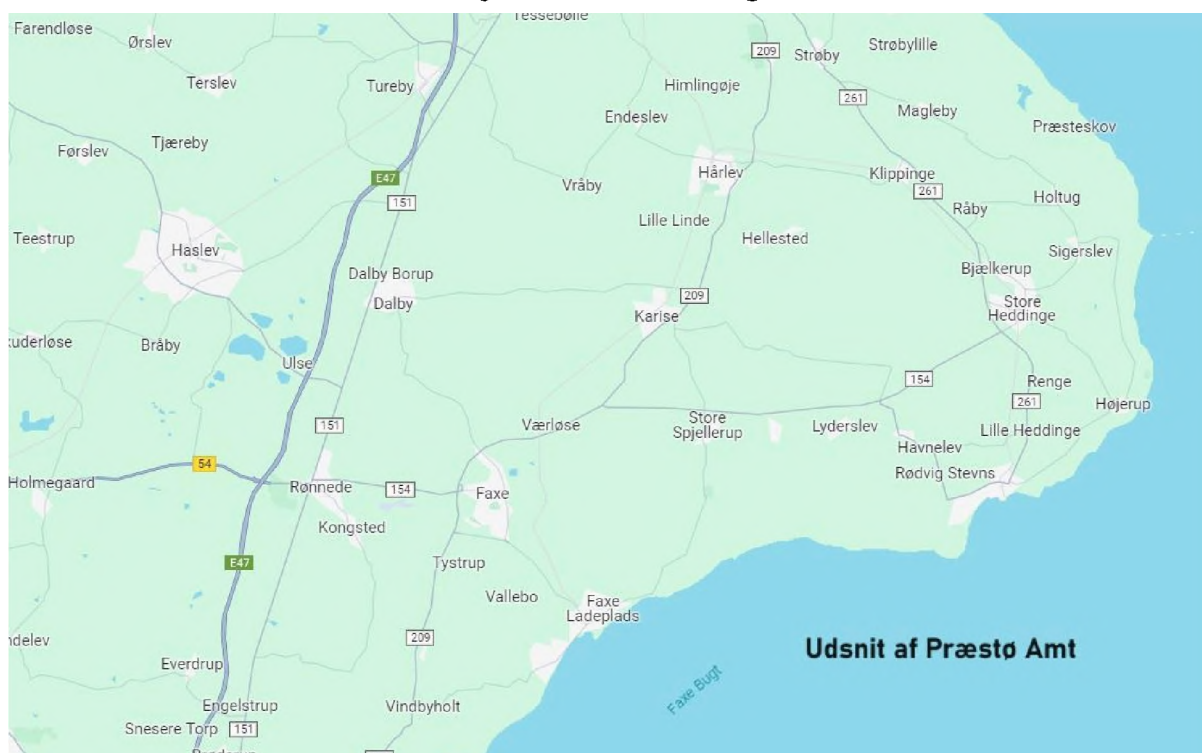 Tessebølle
Farendløse
Ørslev
209
Strøby
Strøbylille
Terslev
Tureby
Himlingøje
261
Magleby
Endeslev
Præsteskov
Tjæreby
Førslev
E47
Vråby
Hårlev
Klippinge
261
Holtug
151
Råby
Lille Linde
Teestrup
Haslev
Hellested
Sigerslev
Dalby Borup
Bjælkerup
Dalby
209
Karise
Store
Heddinge
Bråby
Ulse
154
Renge
261
Højerup
151
Værløse
Store
Spjellerup
Lyderslev
Havnelev
Lille Heddinge
54
Rødvig Stevns
Holmegaard
Rønnede
154
Faxe
Kongsted
E47
Tystrup
Vallebo
Faxe
Ladeplads
209
Udsnit af Præstø Amt
Everdrup
Faxe Bugt
Engelstrup
Vindbyholt
Snesere Torp
151
209